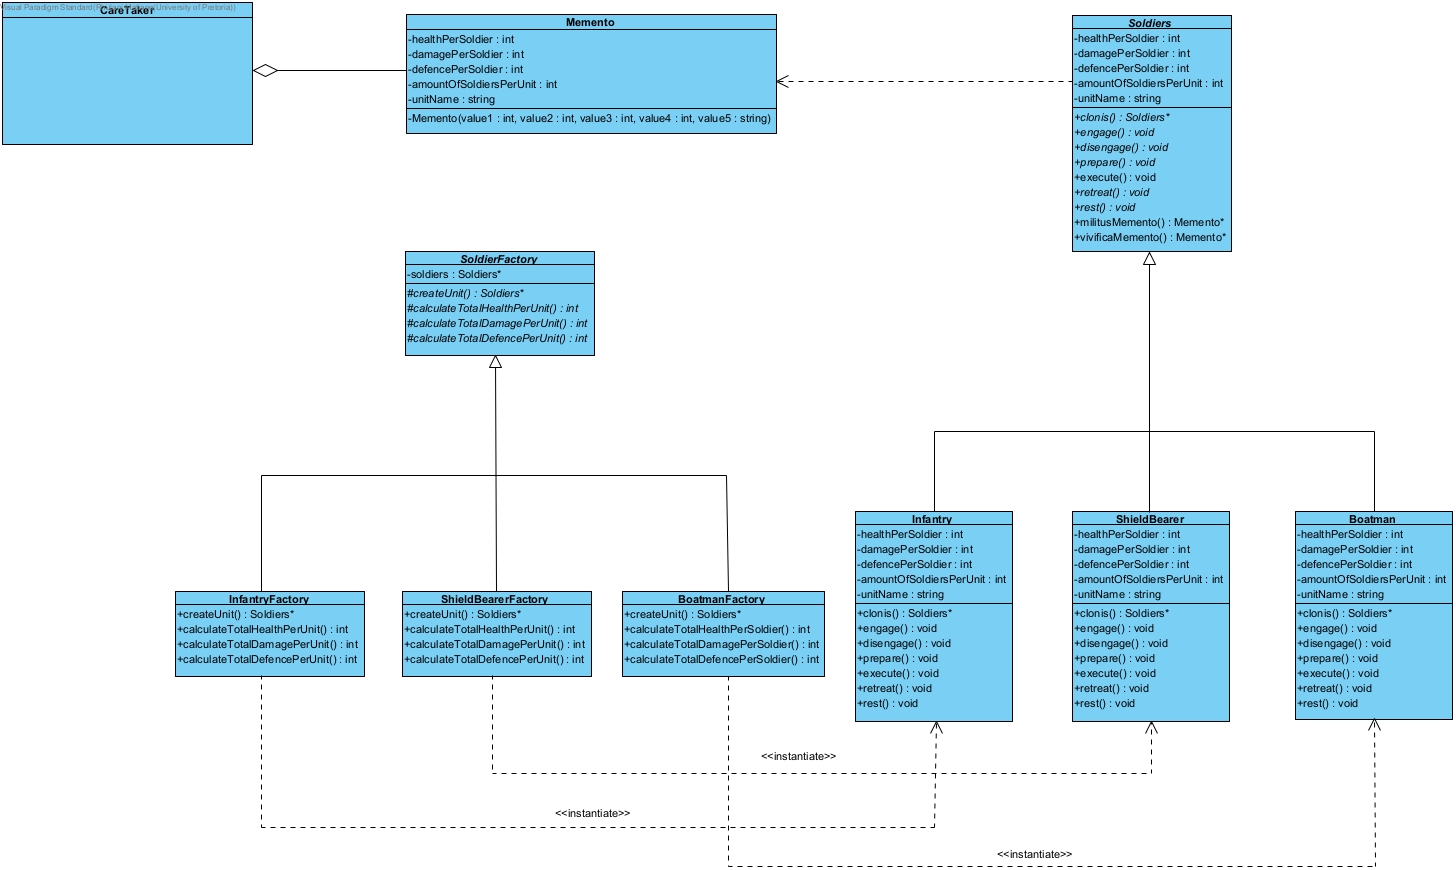 Visual Paradigm Standard(University of Pretoria))
CareTaker
Memento
-healthPerSoldier : int
-damagePerSoldier : int
-defencePerSoldier : int
-amountOfSoldiersPerUnit : int
-unitName : string
-Memento(value1 : int, value2 : int, value3 : int, value4 : int, value5 : string)
Soldiers
-healthPerSoldier : int
-damagePerSoldier : int
-defencePerSoldier : int
-amountOfSoldiersPerUnit : int
-unitName : string
+clonis() : Soldiers*
+engage() : void
+disengage() : void
+prepare() : void
+execute() : void
+retreat() : void
+rest() : void
+militusMemento() : Memento*
+vivificaMemento() : Memento*
SoldierFactory
-soldiers : Soldiers*
#createUnit() : Soldiers*
#calculateTotalHealthPerUnit() : int
#calculateTotalDamagePerUnit() : int
#calculateTotalDefencePerUnit() : int
InfantryFactory
+createUnit() : Soldiers*
+calculateTotalHealthPerUnit() : int
+calculateTotalDamagePerUnit() : int
+calculateTotalDefencePerUnit() : int
ShieldBearerFactory
+createUnit() : Soldiers*
+calculateTotalHealthPerUnit() : int
+calculateTotalDamagePerUnit() : int
+calculateTotalDefencePerUnit() : int
BoatmanFactory
+createUnit() : Soldiers*
+calculateTotalHealthPerSoldier() : int
+calculateTotalDamagePerSoldier() : int
+calculateTotalDefencePerSoldier() : int
Infantry
-healthPerSoldier : int
-damagePerSoldier : int
-defencePerSoldier : int
-amountOfSoldiersPerUnit : int
-unitName : string
+clonis() : Soldiers*
+engage() : void
+disengage() : void
+prepare() : void
+execute() : void
+retreat() : void
+rest() : void
ShieldBearer
-healthPerSoldier : int
-damagePerSoldier : int
-defencePerSoldier : int
-amountOfSoldiersPerUnit : int
-unitName : string
+clonis() : Soldiers*
+engage() : void
+disengage() : void
+prepare() : void
+execute() : void
+retreat() : void
+rest() : void
Boatman
-healthPerSoldier : int
-damagePerSoldier : int
-defencePerSoldier : int
-amountOfSoldiersPerUnit : int
-unitName : string
+clonis() : Soldiers*
+engage() : void
+disengage() : void
+prepare() : void
+execute() : void
+retreat() : void
+rest() : void
<<instantiate>>
<<instantiate>>
<<instantiate>>